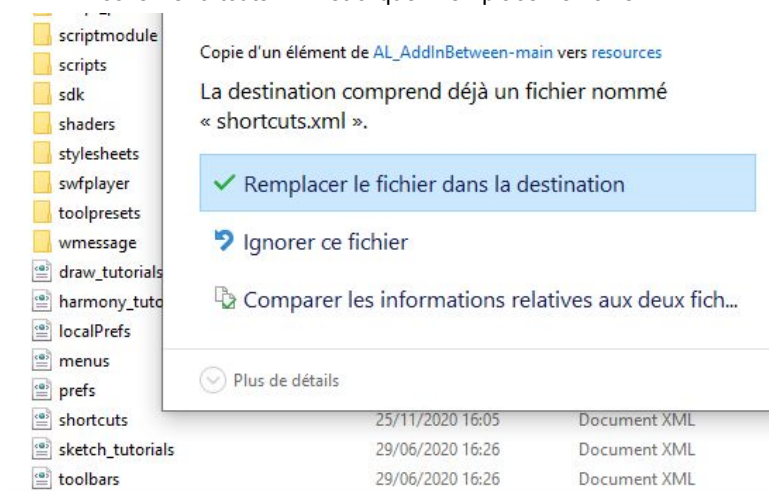 scriptmodule
scripts
sdk
shaders
stylesheets
swfplayer
toolpresets
wmessage
draw_tutorials
harmony_tuto
localPrefs
menus
prefs
shortcuts 25/11/2020 16:05 Document XML
sketch_tutorials 29/06/2020 16:26 Document XML
toolbars 29/06/2020 16:26 Document XML
Copie d'un élément de AL_AddInBetween-main vers resources
La destination comprend déjà un fichier nommé
« shortcuts.xml ».
Remplacer le fichier dans la destination
Ignorer ce fichier
Comparer les informations relatives aux deux fich...
Plus de détails